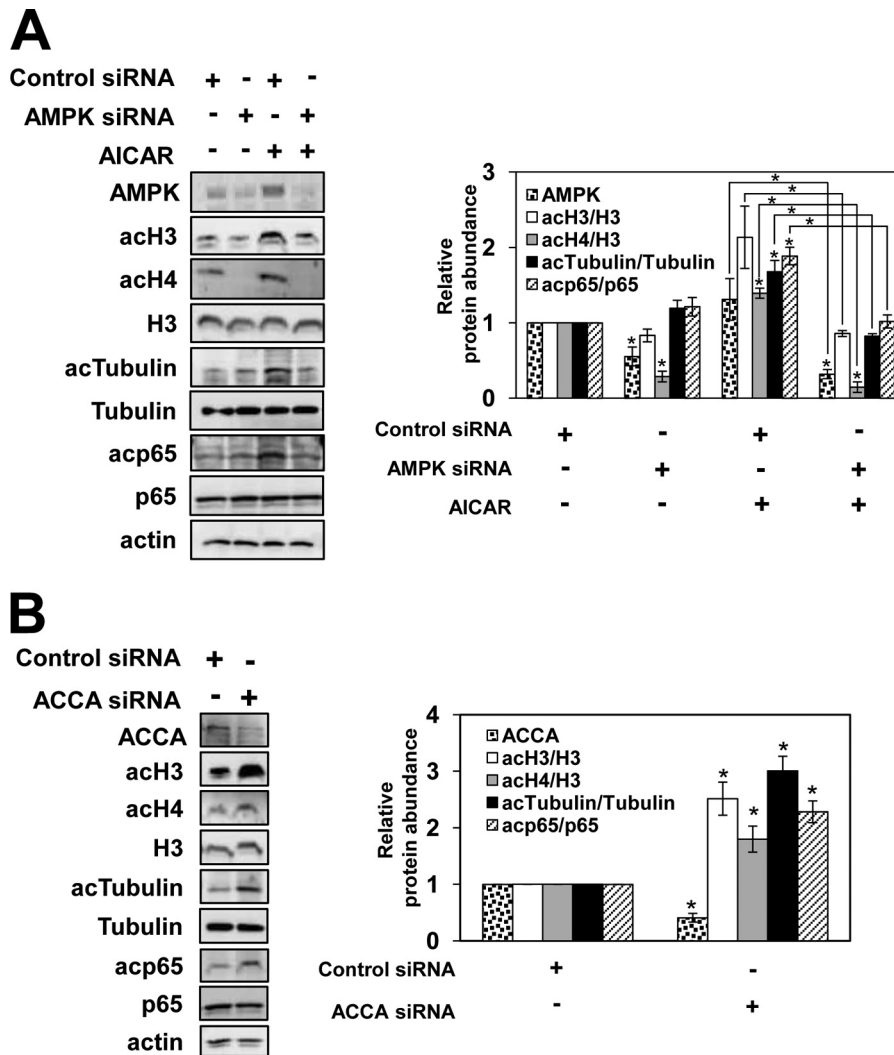 A
Control siRNA + - + -
AMPK siRNA - + - +
AICAR - - + +
AMPK
acH3
acH4
H3
acTubulin
Tubulin
acp65
p65
actin
Relative
protein abundance
3
2
1
0
AMPK
acH3/H3
acH4/H3
acTubulin/Tubulin
acp65/p65
* * * * *
* * * *
* *
* *
Control siRNA + - + -
AMPK siRNA - + - +
AICAR - - + +
B
Control siRNA + -
ACCA siRNA - +
ACCA
acH3
acH4
H3
acTubulin
Tubulin
acp65
p65
actin
Relative
protein abundance
4
3
2
1
0
ACCA
acH3/H3
acH4/H3
acTubulin/Tubulin
acp65/p65
* * * * *
Control siRNA + -
ACCA siRNA - +